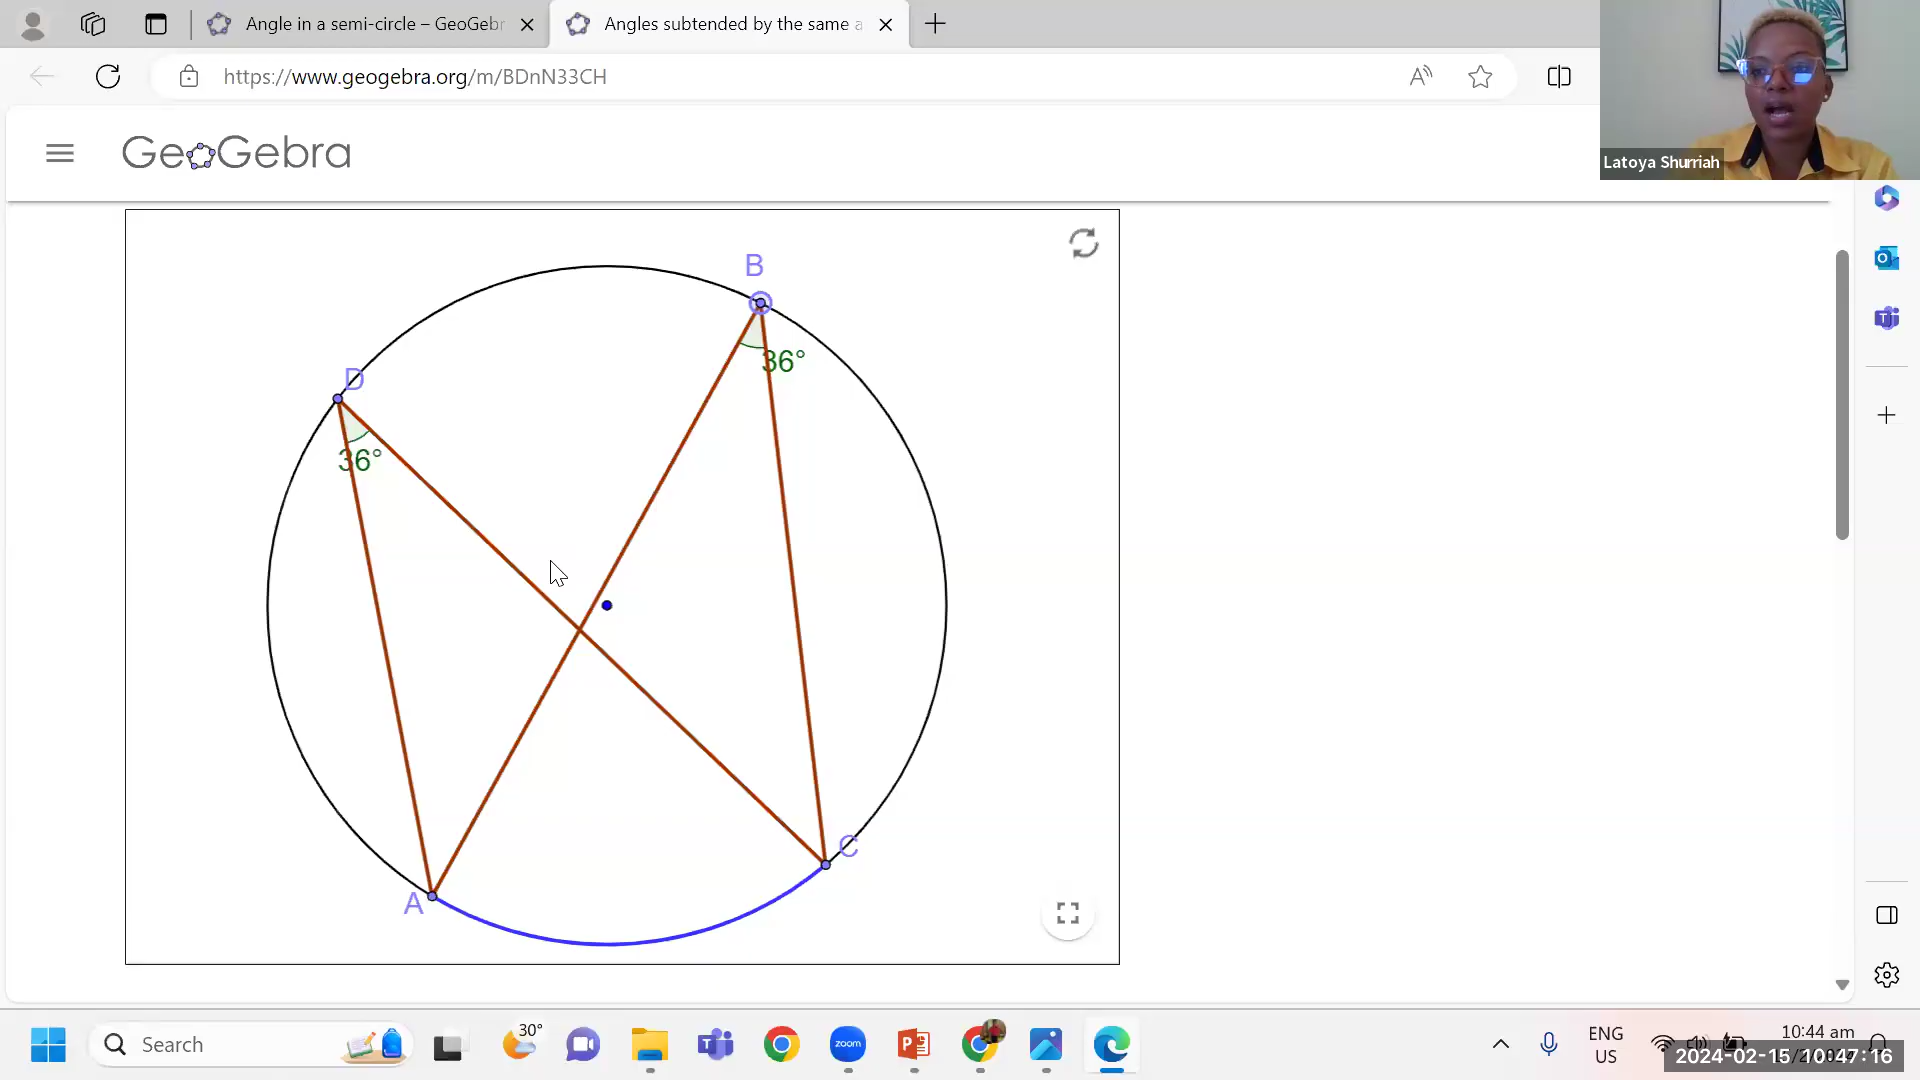 Angle in a semi-circle – GeoGebr
Angles subtended by the same a
https://www.geogebra.org/m/BDnN33CH
Latoya Shurriah
GeoGebra
B
36°
D
36°
C
A
Search
30°
zoom
ENG
US
10:44 am
2024-02-15 10:47:16